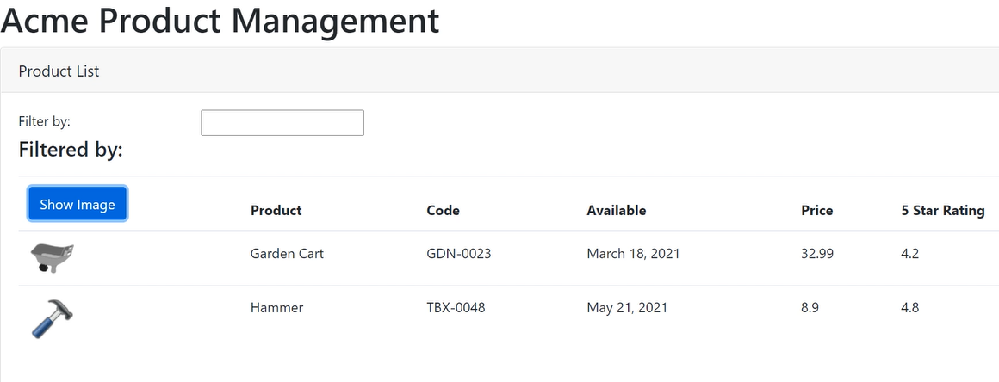 Acme Product Management
Product List
Filter by:
Filtered by:
Show Image Product Code Available Price 5 Star Rating
Garden Cart GDN-0023 March 18, 2021 32.99 4.2
Hammer TBX-0048 May 21, 2021 8.9 4.8